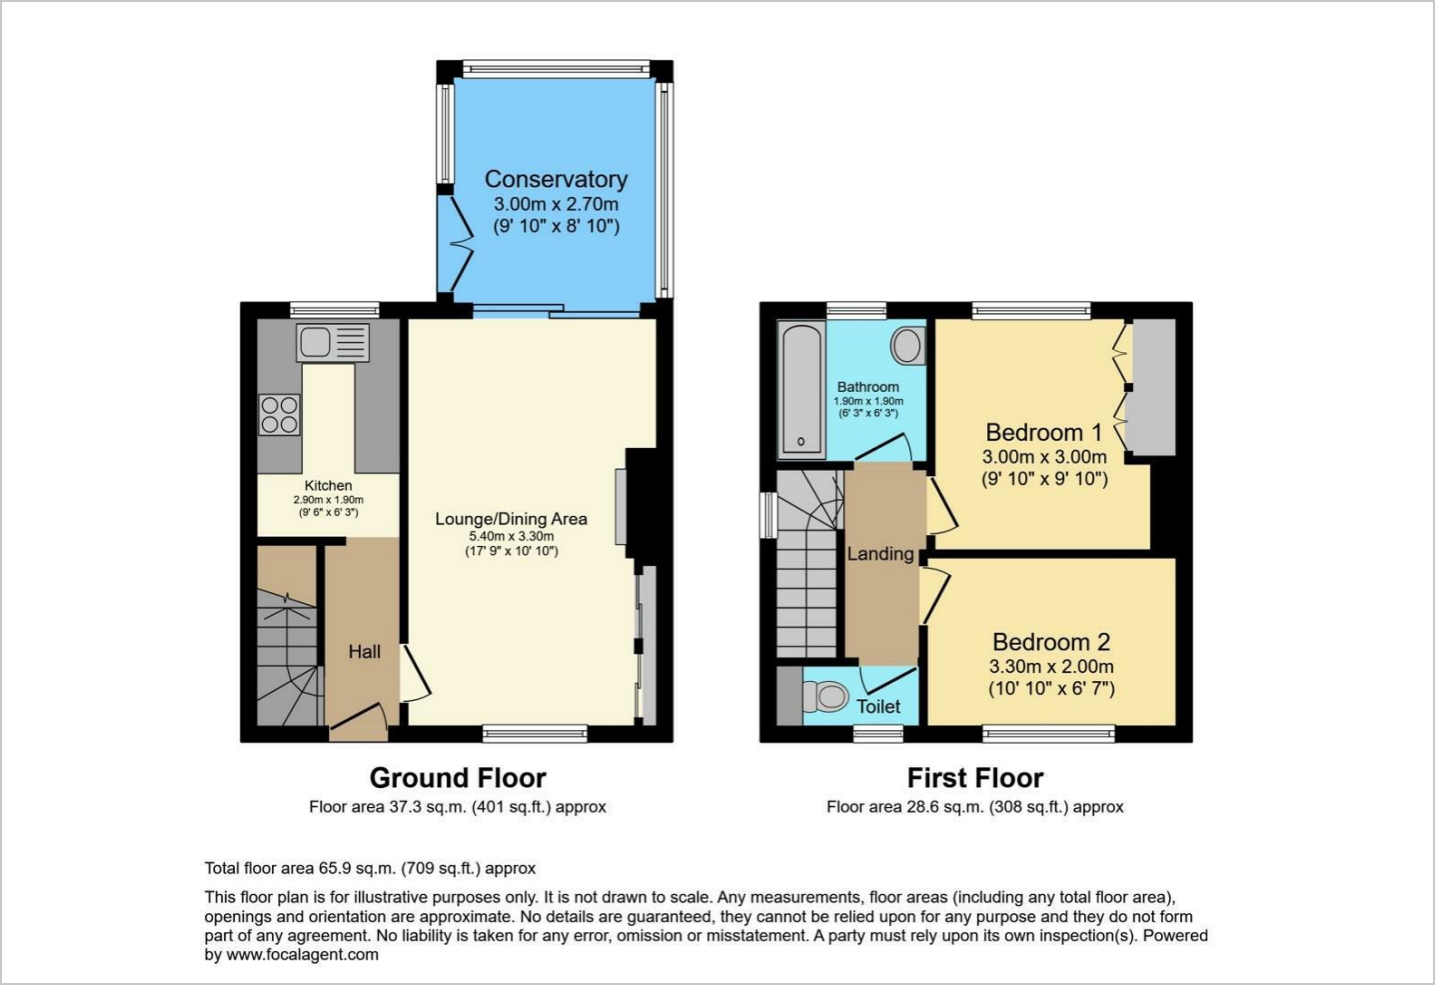 Conservatory
3.00m x 2.70m
(9' 10" x 8' 10")
Kitchen
2.90m x 1.90m
(9' 6" x 6' 3")
Lounge/Dining Area
5.40m x 3.30m
(17' 9" x 10' 10")
Hall
Bathroom
1.90m x 1.90m
(6' 3" x 6' 3")
Bedroom 1
3.00m x 3.00m
(9' 10" x 9' 10")
Landing
Bedroom 2
3.30m x 2.00m
(10' 10" x 6' 7")
Toilet
Ground Floor
Floor area 37.3 sq.m. (401 sq.ft.) approx
First Floor
Floor area 28.6 sq.m. (308 sq.ft.) approx
Total floor area 65.9 sq.m. (709 sq.ft.) approx
This floor plan is for illustrative purposes only. It is not drawn to scale. Any measurements, floor areas (including any total floor area),
openings and orientation are approximate. No details are guaranteed, they cannot be relied upon for any purpose and they do not form
part of any agreement. No liability is taken for any error, omission or misstatement. A party must rely upon its own inspection(s). Powered
by www.focalagent.com